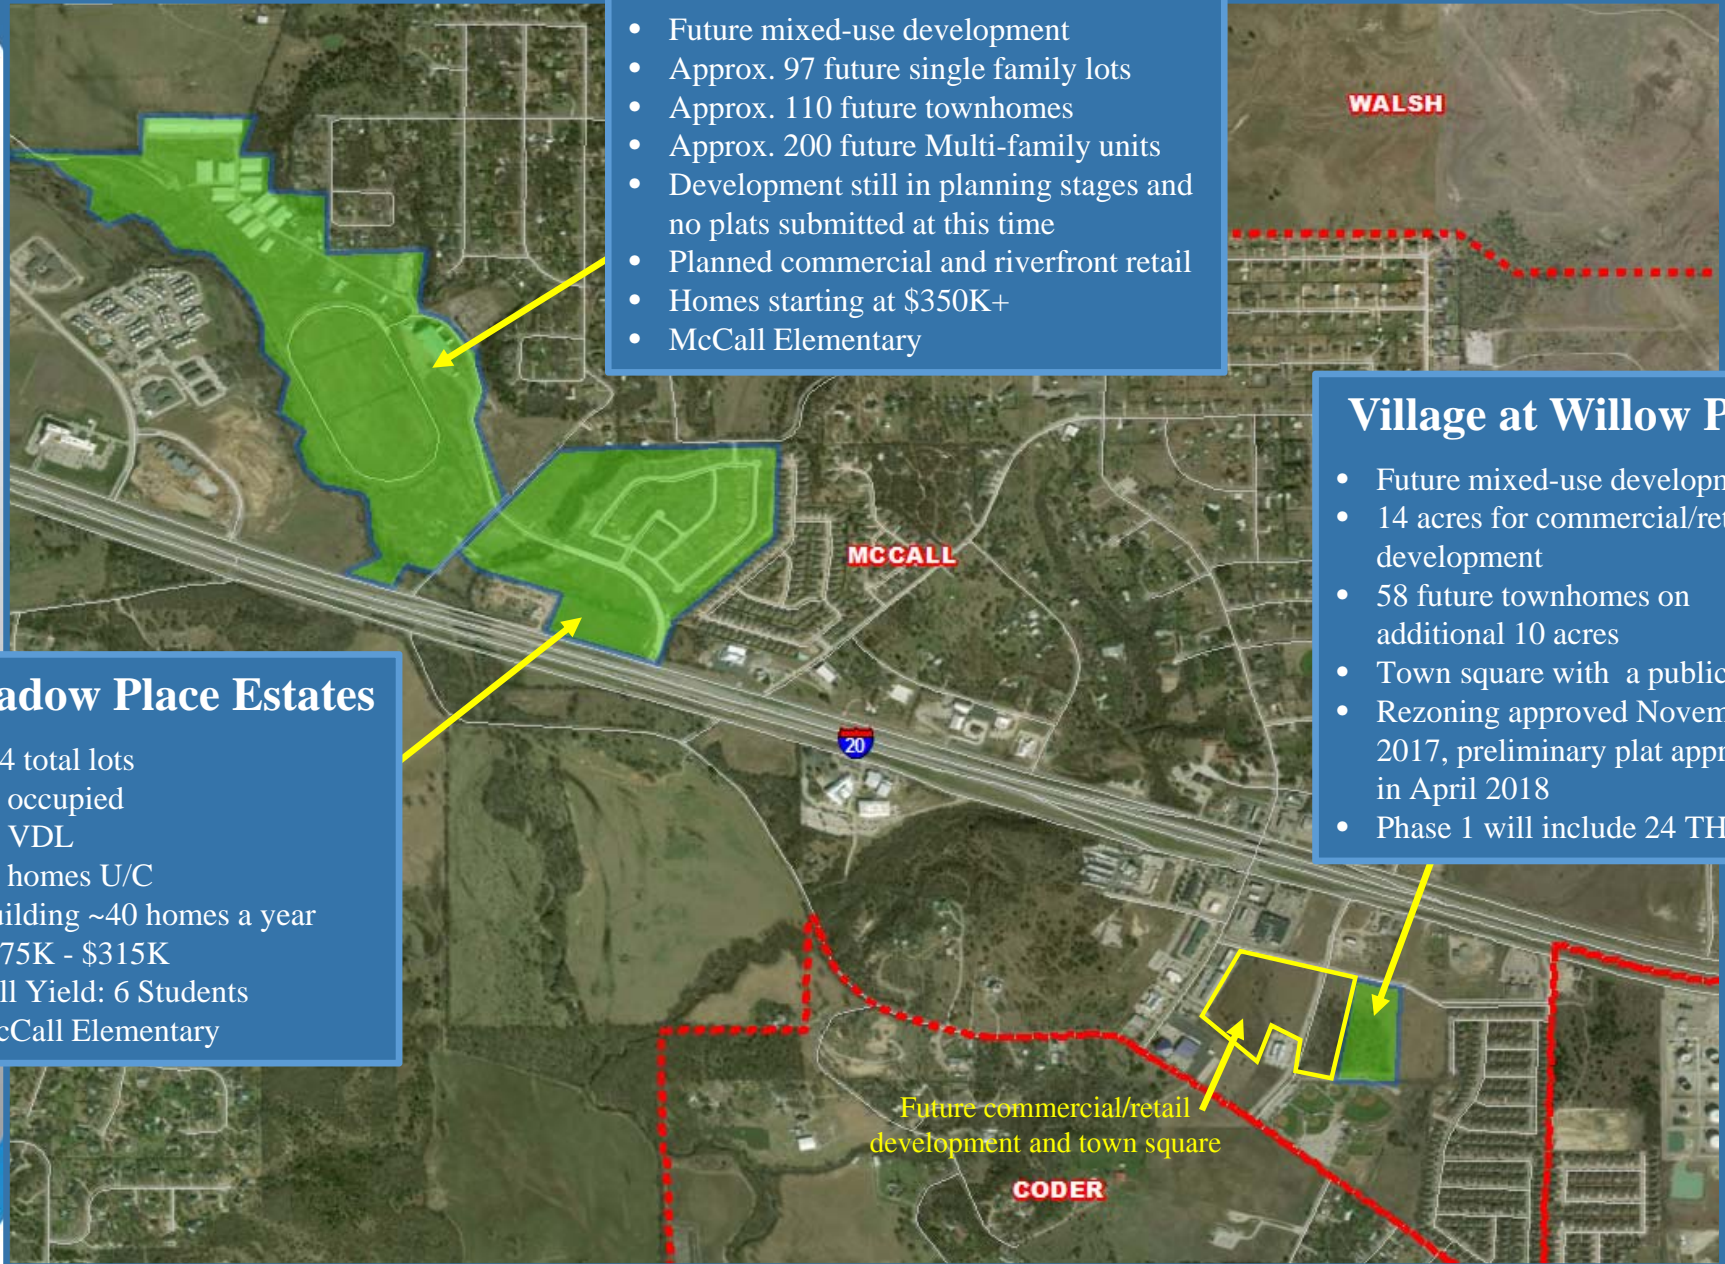 • Future mixed-use development
• Approx. 97 future single family lots
• Approx. 110 future townhomes
• Approx. 200 future Multi-family units
• Development still in planning stages and
no plats submitted at this time
• Planned commercial and riverfront retail
• Homes starting at $350K+
• McCall Elementary
WALSH
Village at Willow P
• Future mixed-use developm
• 14 acres for commercial/ret
development
• 58 future townhomes on
additional 10 acres
• Town square with a public
• Rezoning approved Novem
2017, preliminary plat appr
in April 2018
• Phase 1 will include 24 TH
MCCALL
adow Place Estates
4 total lots
occupied
VDL
homes U/C
uilding ~40 homes a year
75K - $315K
ll Yield: 6 Students
cCall Elementary
20
Future commercial/retail
development and town square
CODER